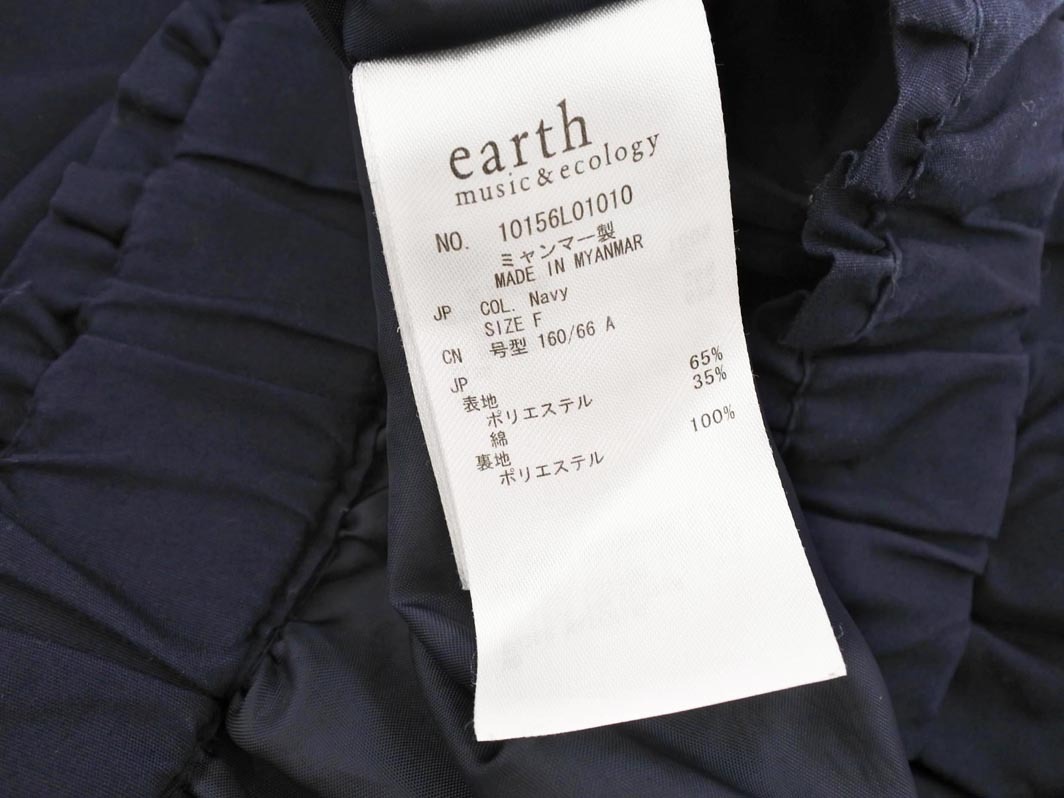 earth
music&ecology
NO. 10156L01010
ミャンマー製
MADE IN MYANMAR
JP COL. Navy
SIZE F
CN 号型 160/66 A
JP
表地
ポリエステル 65%
綿 35%
裏地
ポリエステル 100%